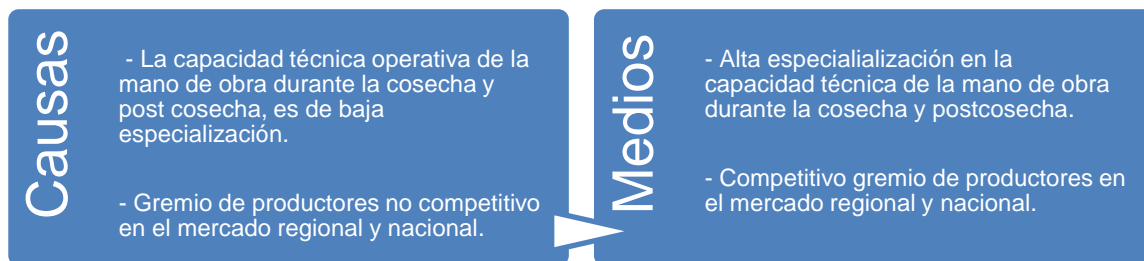 Causas
- La capacidad técnica operativa de la
mano de obra durante la cosecha y
post cosecha, es de baja
especialización.
- Gremio de productores no competitivo
en el mercado regional y nacional.
Medios
- Alta especialialización en la
capacidad técnica de la mano de obra
durante la cosecha y postcosecha.
- Competitivo gremio de productores en
el mercado regional y nacional.